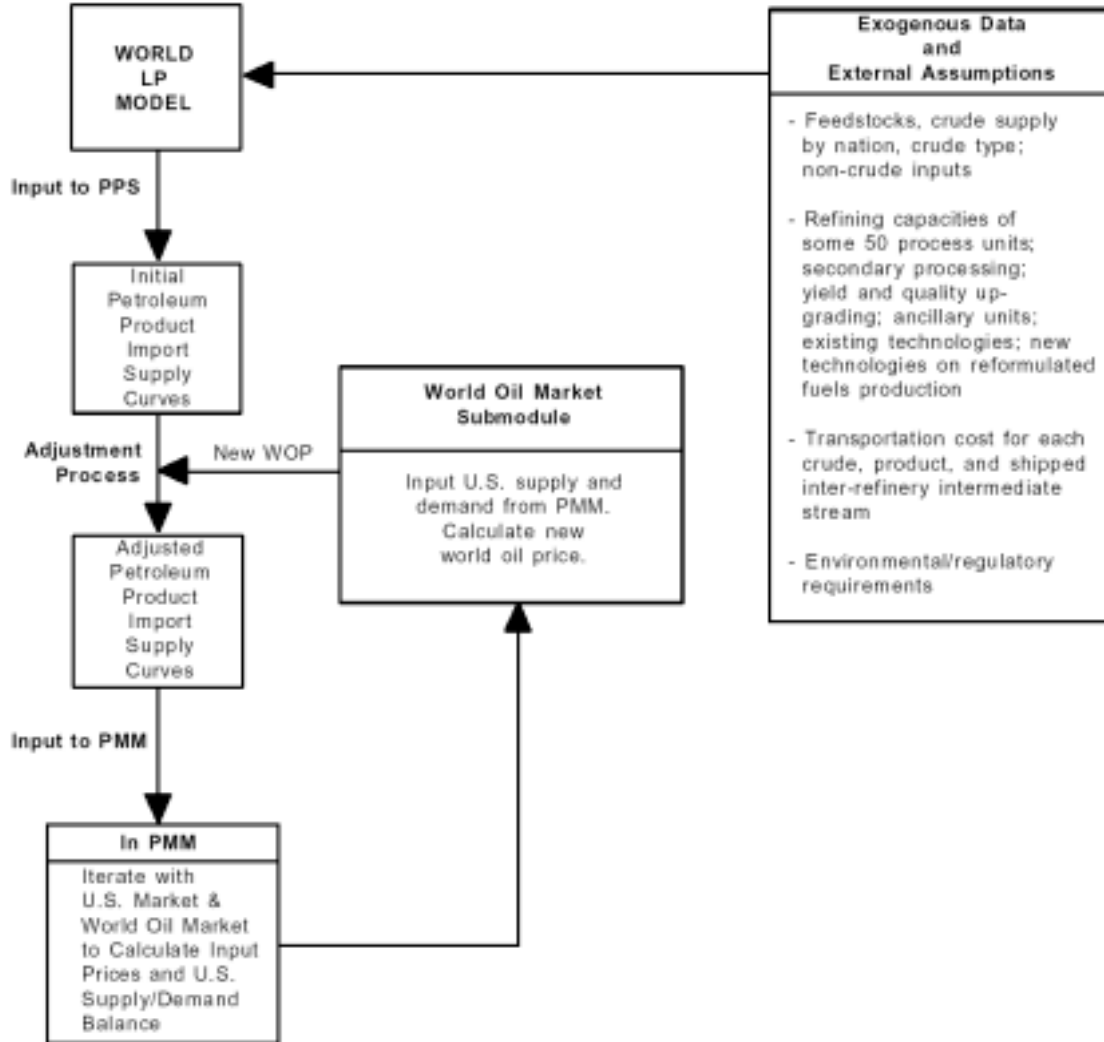 WORLD
LP
MODEL
Exogenous Data
and
External Assumptions
- Feedstocks, crude supply
by nation, crude type;
non-crude inputs
- Refining capacities of
some 50 process units;
secondary processing;
yield and quality up-
grading; ancillary units;
existing technologies; new
technologies on reformulated
fuels production
- Transportation cost for each
crude, product, and shipped
inter-refinery intermediate
stream
- Environmental/regulatory
requirements
Input to PPS
Initial
Petroleum
Product
Import
Supply
Curves
Adjustment
Process
New WOP
World Oil Market
Submodule
Input U.S. supply and
demand from PMM.
Calculate new
world oil price.
Adjusted
Petroleum
Product
Import
Supply
Curves
Input to PMM
In PMM
Iterate with
U.S. Market &
World Oil Market
to Calculate Input
Prices and U.S.
Supply/Demand
Balance